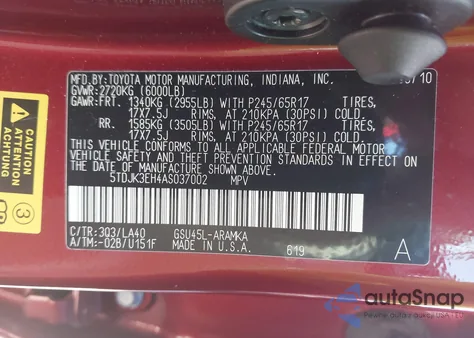 MFD.BY:TOYOTA MOTOR MANUFACTURING, INDIANA, INC.
/10
GVWR: 2720KG (6000LB)
GAWR:FRT. 1340KG (2955LB) WITH P245/65R17 TIRES,
17X7.5J RIMS, AT 210KPA (30PSI) COLD.
RR. 1585KG (3505LB) WITH P245/65R17 TIRES,
17X7.5J RIMS, AT 210KPA (30PSI) COLD.
THIS VEHICLE CONFORMS TO ALL APPLICABLE FEDERAL MOTOR
VEHICLE SAFETY, BUMPER, AND THEFT PREVENTION STANDARDS IN
EFFECT ON THE DATE OF MANUFACTURE SHOWN ABOVE.
5TDJK3EH4AS037002 MPV
C/TR: 3Q3/LA40 GSU45L-ARAMKA
A/TM:-02B/U151F MADE IN U.S.A. 619 A
3
autoSnap